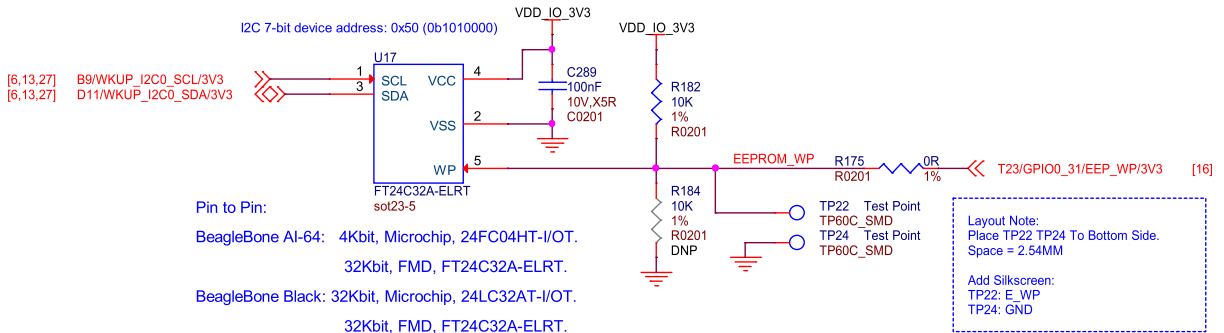 I2C 7-bit device address: 0x50 (0b1010000)
VDD_IO_3V3
VDD_IO_3V3
U17
[6,13,27] B9/WKUP_I2C0_SCL/3V3
1 SCL VCC 4
[6,13,27] D11/WKUP_I2C0_SDA/3V3
3 SDA
VSS 2
WP 5
FT24C32A-ELRT
sot23-5
C289
100nF
10V,X5R
C0201
R182
10K
1%
R0201
EEPROM_WP
R175 0R
R0201 1%
T23/GPIO0_31/EEP_WP/3V3 [16]
R184
10K
1%
R0201
DNP
TP22 Test Point
TP60C_SMD
TP24 Test Point
TP60C_SMD
Pin to Pin:
BeagleBone AI-64: 4Kbit, Microchip, 24FC04HT-I/OT.
32Kbit, FMD, FT24C32A-ELRT.
BeagleBone Black: 32Kbit, Microchip, 24LC32AT-I/OT.
32Kbit, FMD, FT24C32A-ELRT.
Layout Note:
Place TP22 TP24 To Bottom Side.
Space = 2.54MM
Add Silkscreen:
TP22: E_WP
TP24: GND